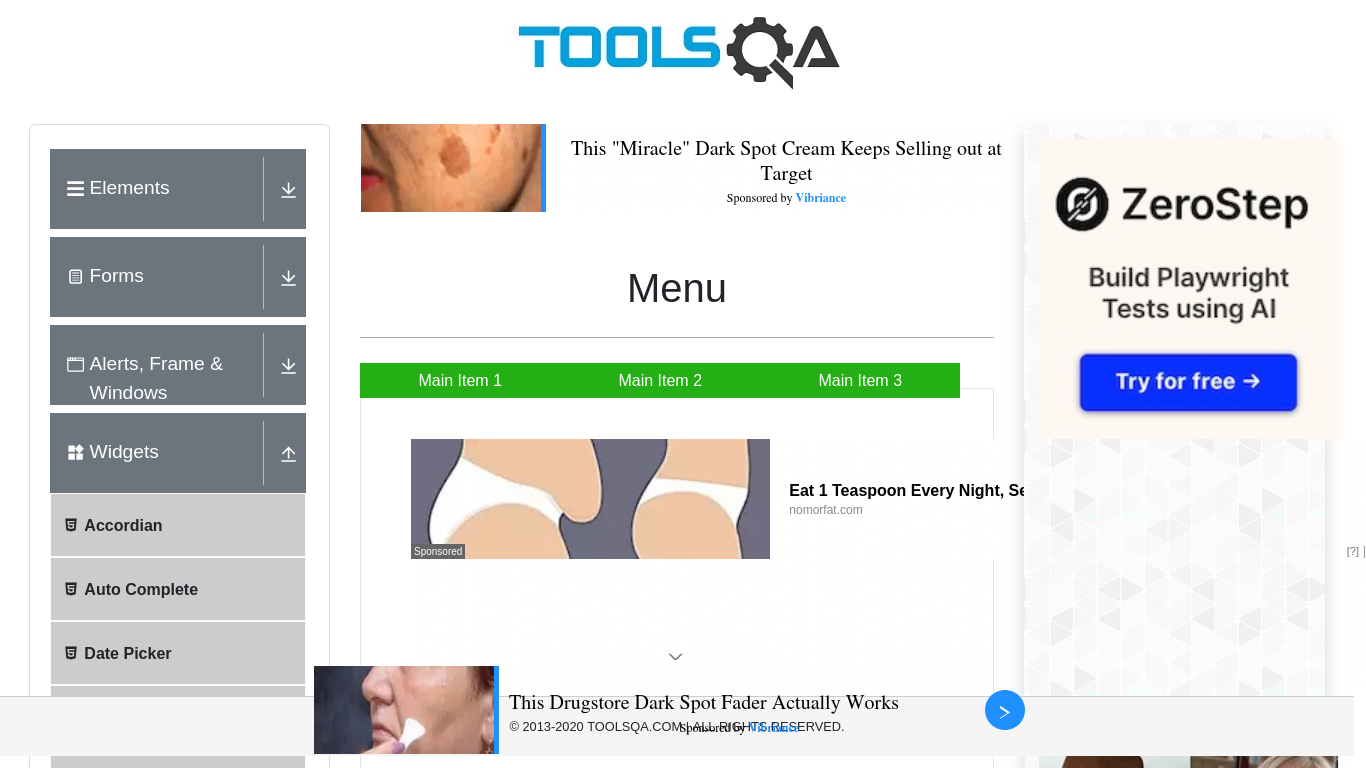 TOOLSQA
Elements
Forms
Alerts, Frame &
Windows
Widgets
Accordian
Auto Complete
Date Picker
This "Miracle" Dark Spot Cream Keeps Selling out at
Target
Sponsored by Vibriance
Menu
Main Item 1
Main Item 2
Main Item 3
Sponsored
Eat 1 Teaspoon Every Night, Se
nomorfat.com
ZeroStep
Build Playwright
Tests using AI
Try for free →
[?]
This Drugstore Dark Spot Fader Actually Works
Sponsored by Vibriance
© 2013-2020 TOOLSQA.COM | ALL RIGHTS RESERVED.